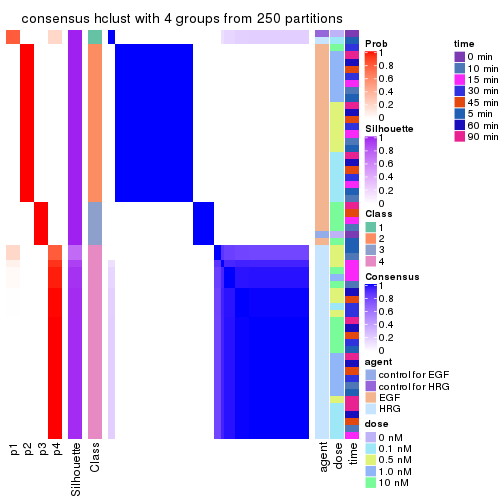 consensus hclust with 4 groups from 250 partitions
p1
p2
p3
p4
Silhouette
Class
agent
dose
time
Prob
1
0.8
0.6
0.4
0.2
0
Silhouette
1
0.8
0.6
0.4
0.2
0
Class
1
2
3
4
Consensus
1
0.8
0.6
0.4
0.2
0
agent
control for EGF
control for HRG
EGF
HRG
dose
0 nM
0.1 nM
0.5 nM
1.0 nM
10 nM
time
0 min
10 min
15 min
30 min
45 min
5 min
60 min
90 min